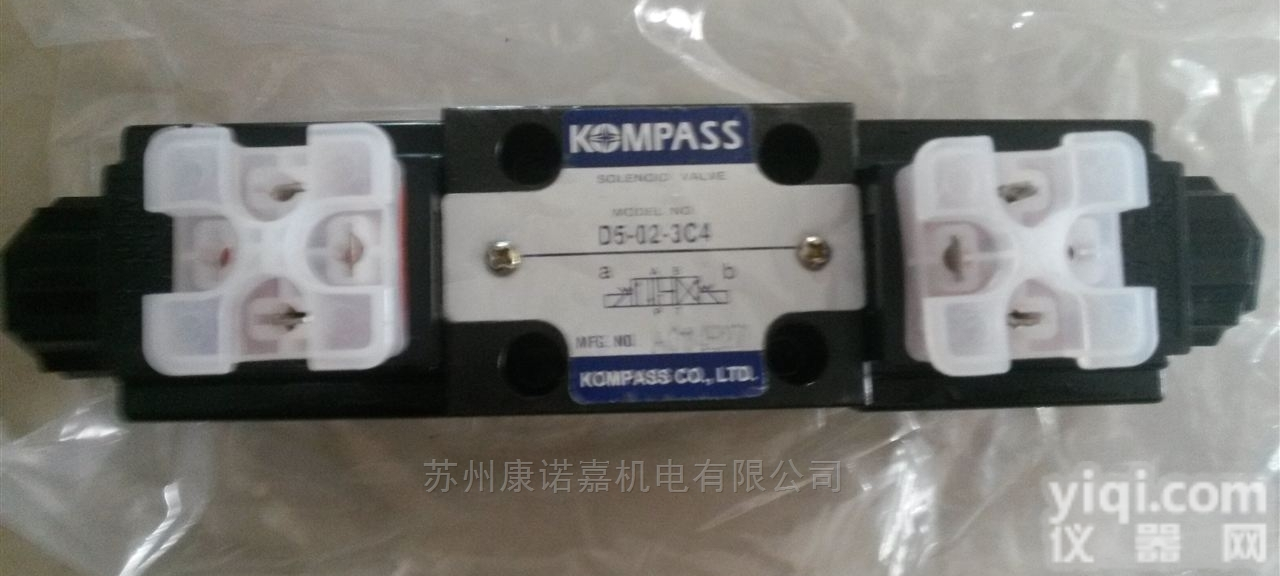 KOMPASS
SOLENOID VALVE
MODEL NO:
D5-02-3C4
a A B b
P T
MFG. NO.
KOMPASS CO., LTD.
苏州康诺嘉机电有限公司
yiqi.com
仪器网